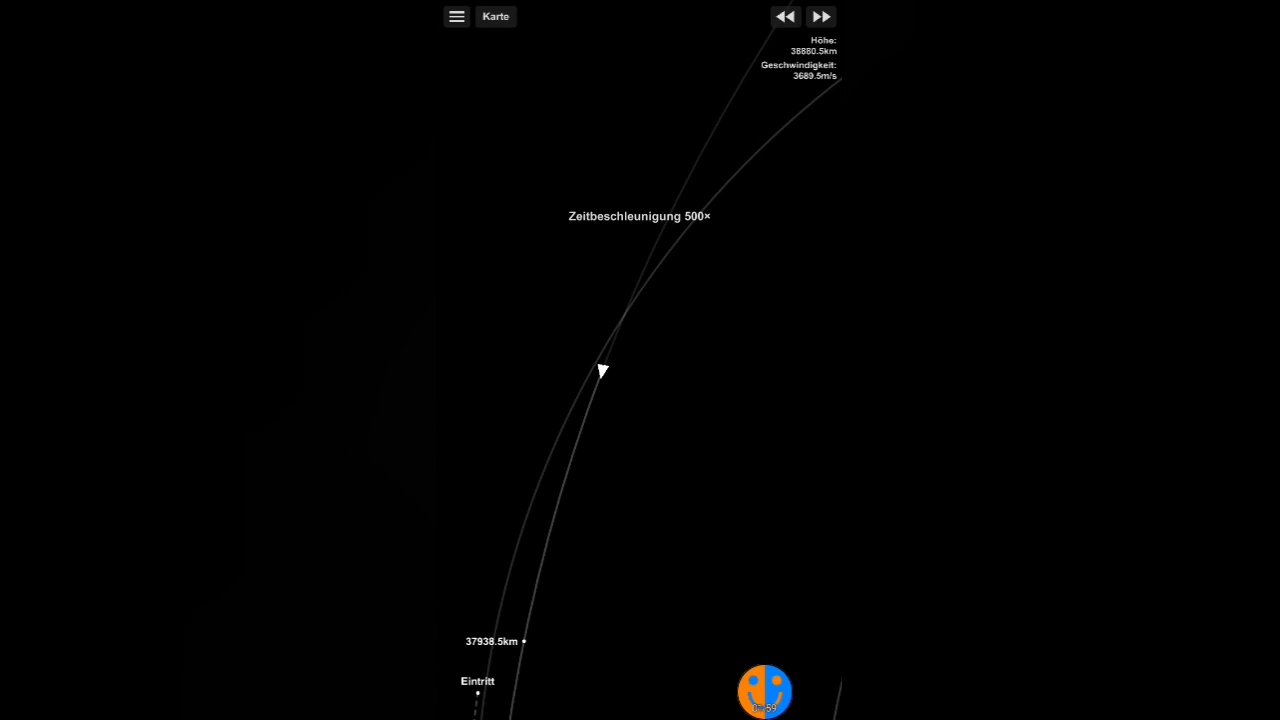 Karte
Höhe:
38880.5km
Geschwindigkeit:
3689.5m/s
Zeitbeschleunigung 500×
37938.5km
Eintritt